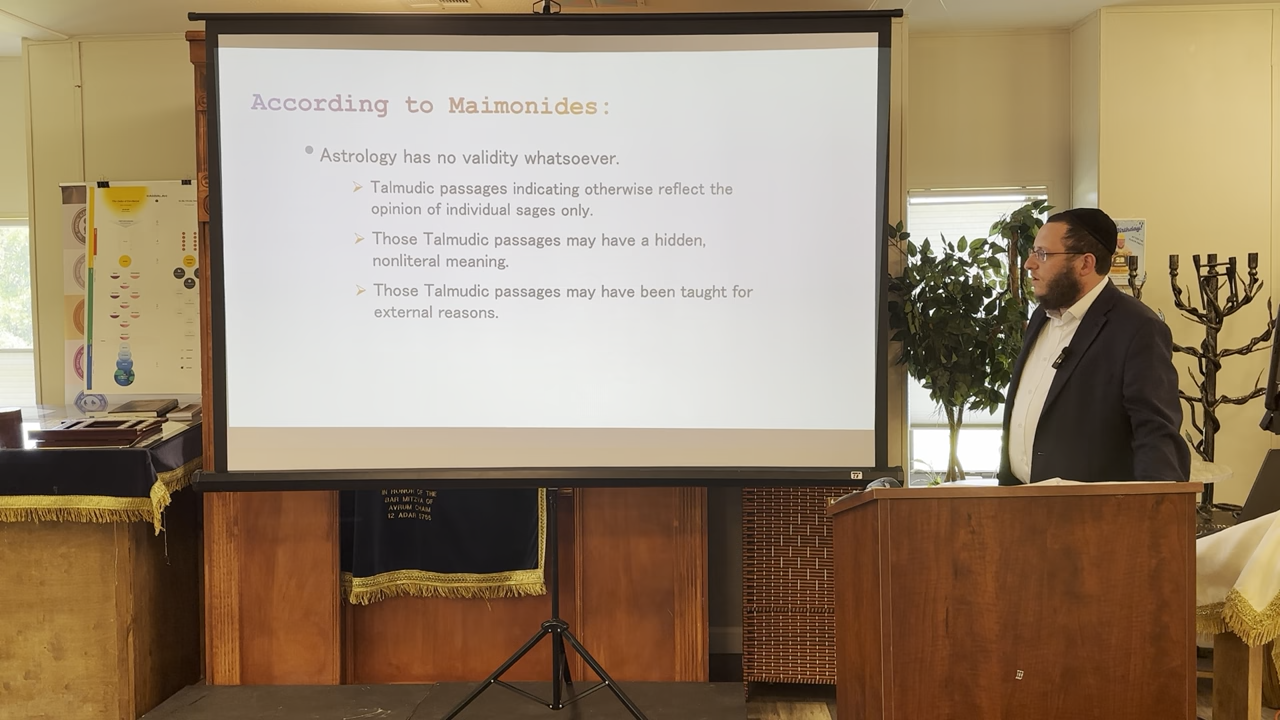 According to Maimonides:
• Astrology has no validity whatsoever.
➢ Talmudic passages indicating otherwise reflect the
opinion of individual sages only.
➢ Those Talmudic passages may have a hidden,
nonliteral meaning.
➢ Those Talmudic passages may have been taught for
external reasons.
IN HONOR OF THE
BAR MITZVA OF
AVRUM CHAIM